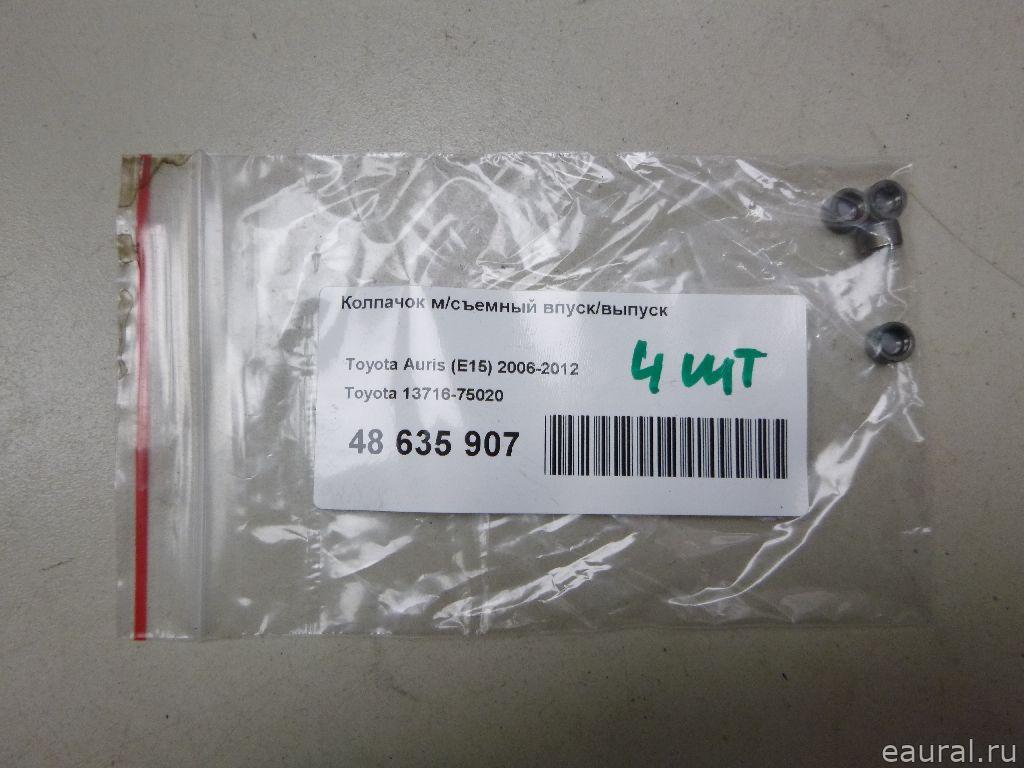 Колпачок м/съемный впуск/выпуск
Toyota Auris (E15) 2006-2012
4 шт
Toyota 13716-75020
48 635 907
eaural.ru